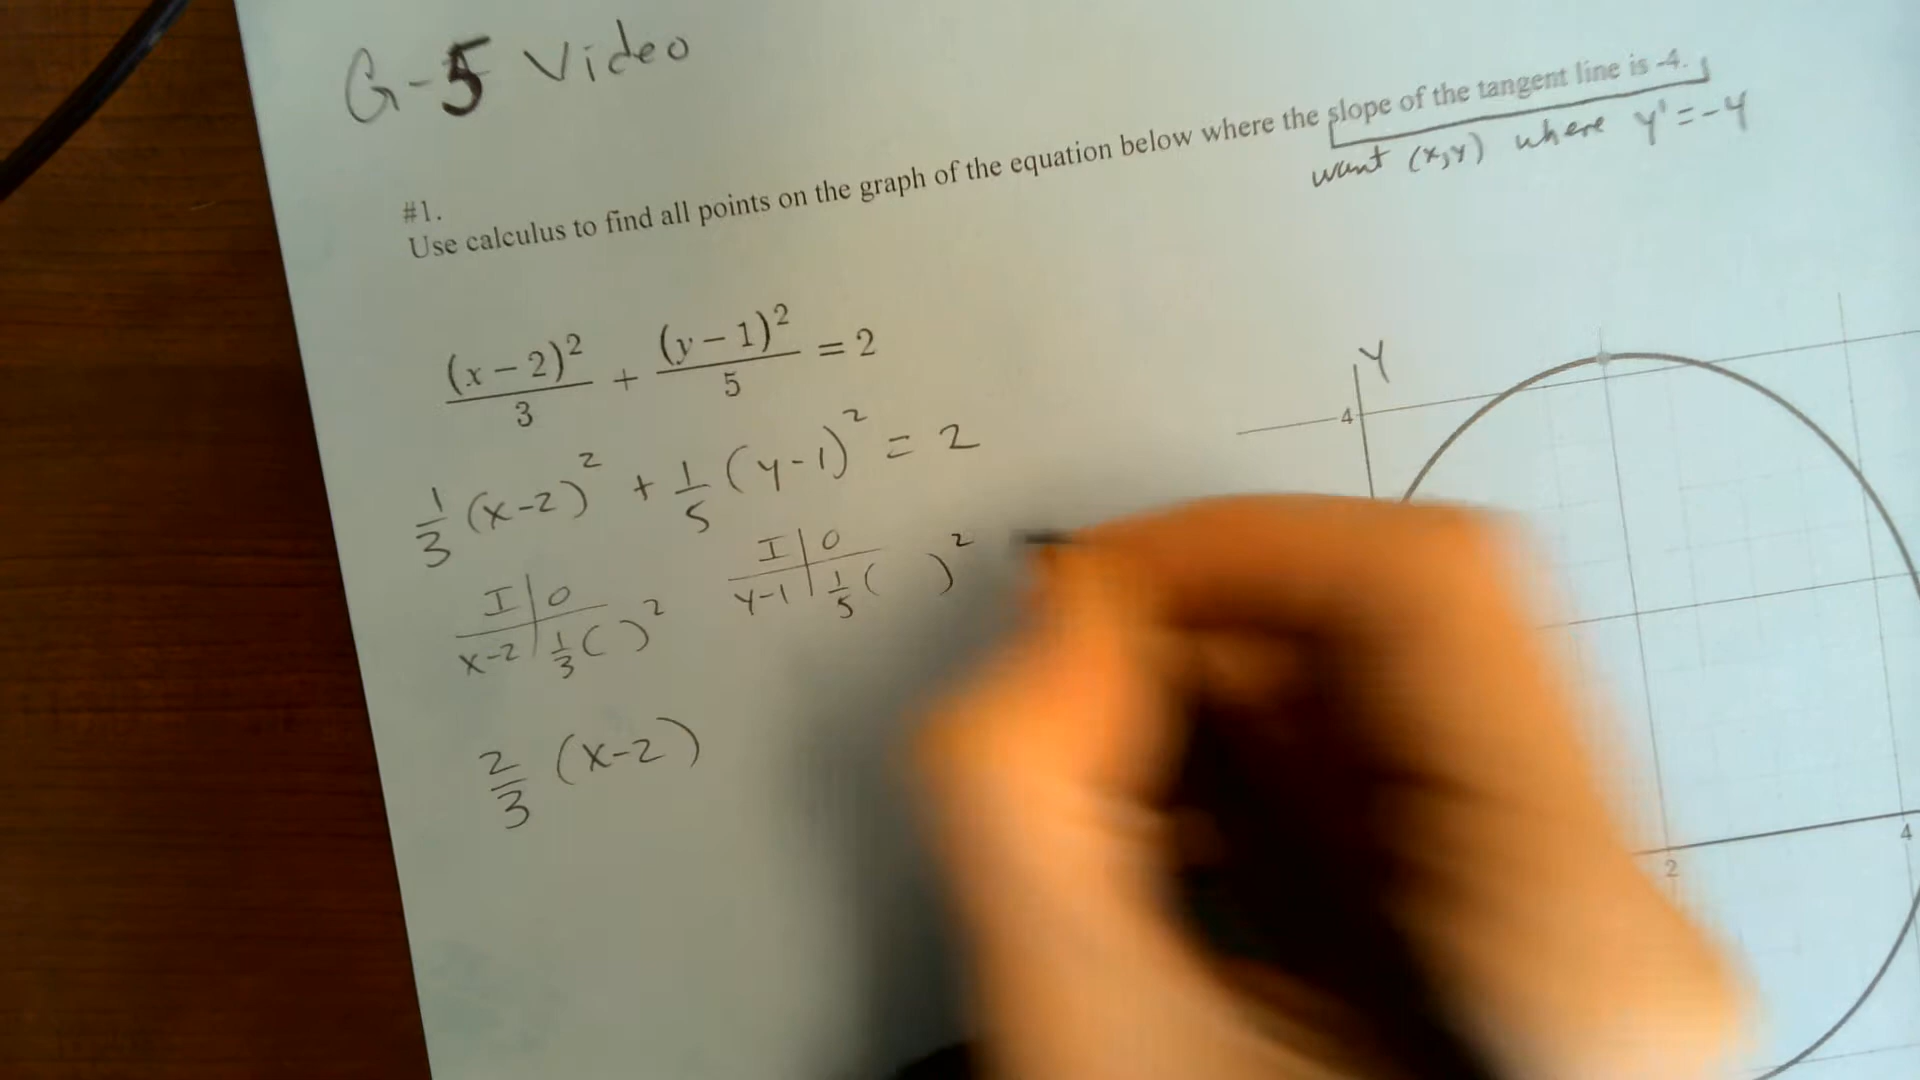 G-5 Video
#1.
Use calculus to find all points on the graph of the equation below where the slope of the tangent line is -4.
want (x,y) where y' = -4
(x − 2)²/3 + (y − 1)²/5 = 2
1/3 (x-2)² + 1/5 (y-1)² = 2
I | O
x-2 | 1/3 ( )²
I | O
y-1 | 1/5 ( )²
2/3 (x-2)
Y
4
2
4